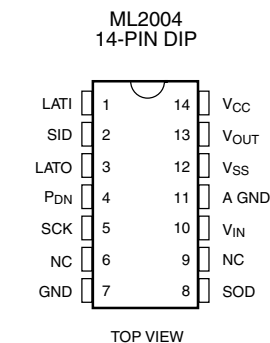 ML2004
14-PIN DIP
LATI 1 14 VCC
SID 2 13 VOUT
LATO 3 12 VSS
PDN 4 11 A GND
SCK 5 10 VIN
NC 6 9 NC
GND 7 8 SOD
TOP VIEW